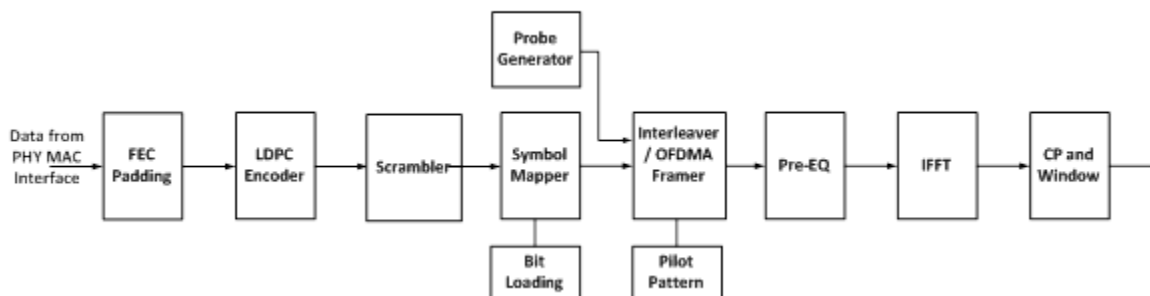 Probe
Generator
Data from
PHY MAC
Interface
FEC
Padding
LDPC
Encoder
Scrambler
Symbol
Mapper
Interleaver
/ OFDMA
Framer
Pre-EQ
IFFT
CP and
Window
Bit
Loading
Pilot
Pattern